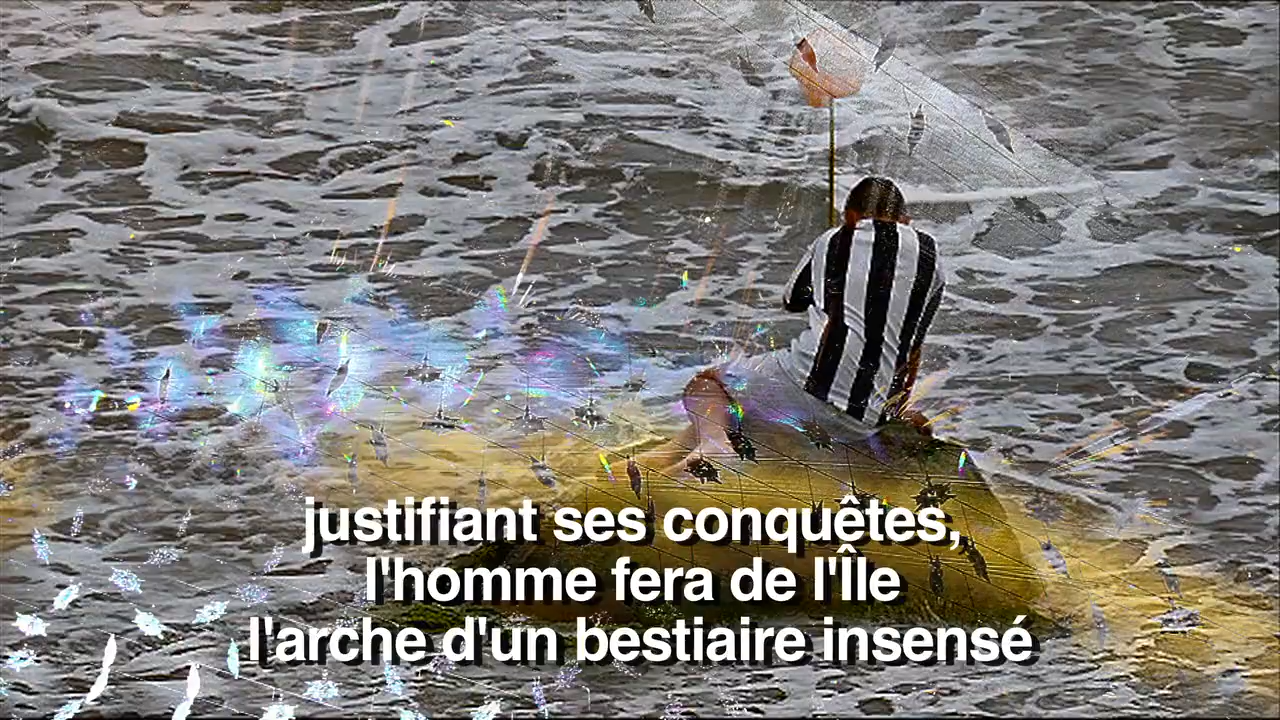 justifiant ses conquêtes,
l'homme fera de l'Île
l'arche d'un bestiaire insensé